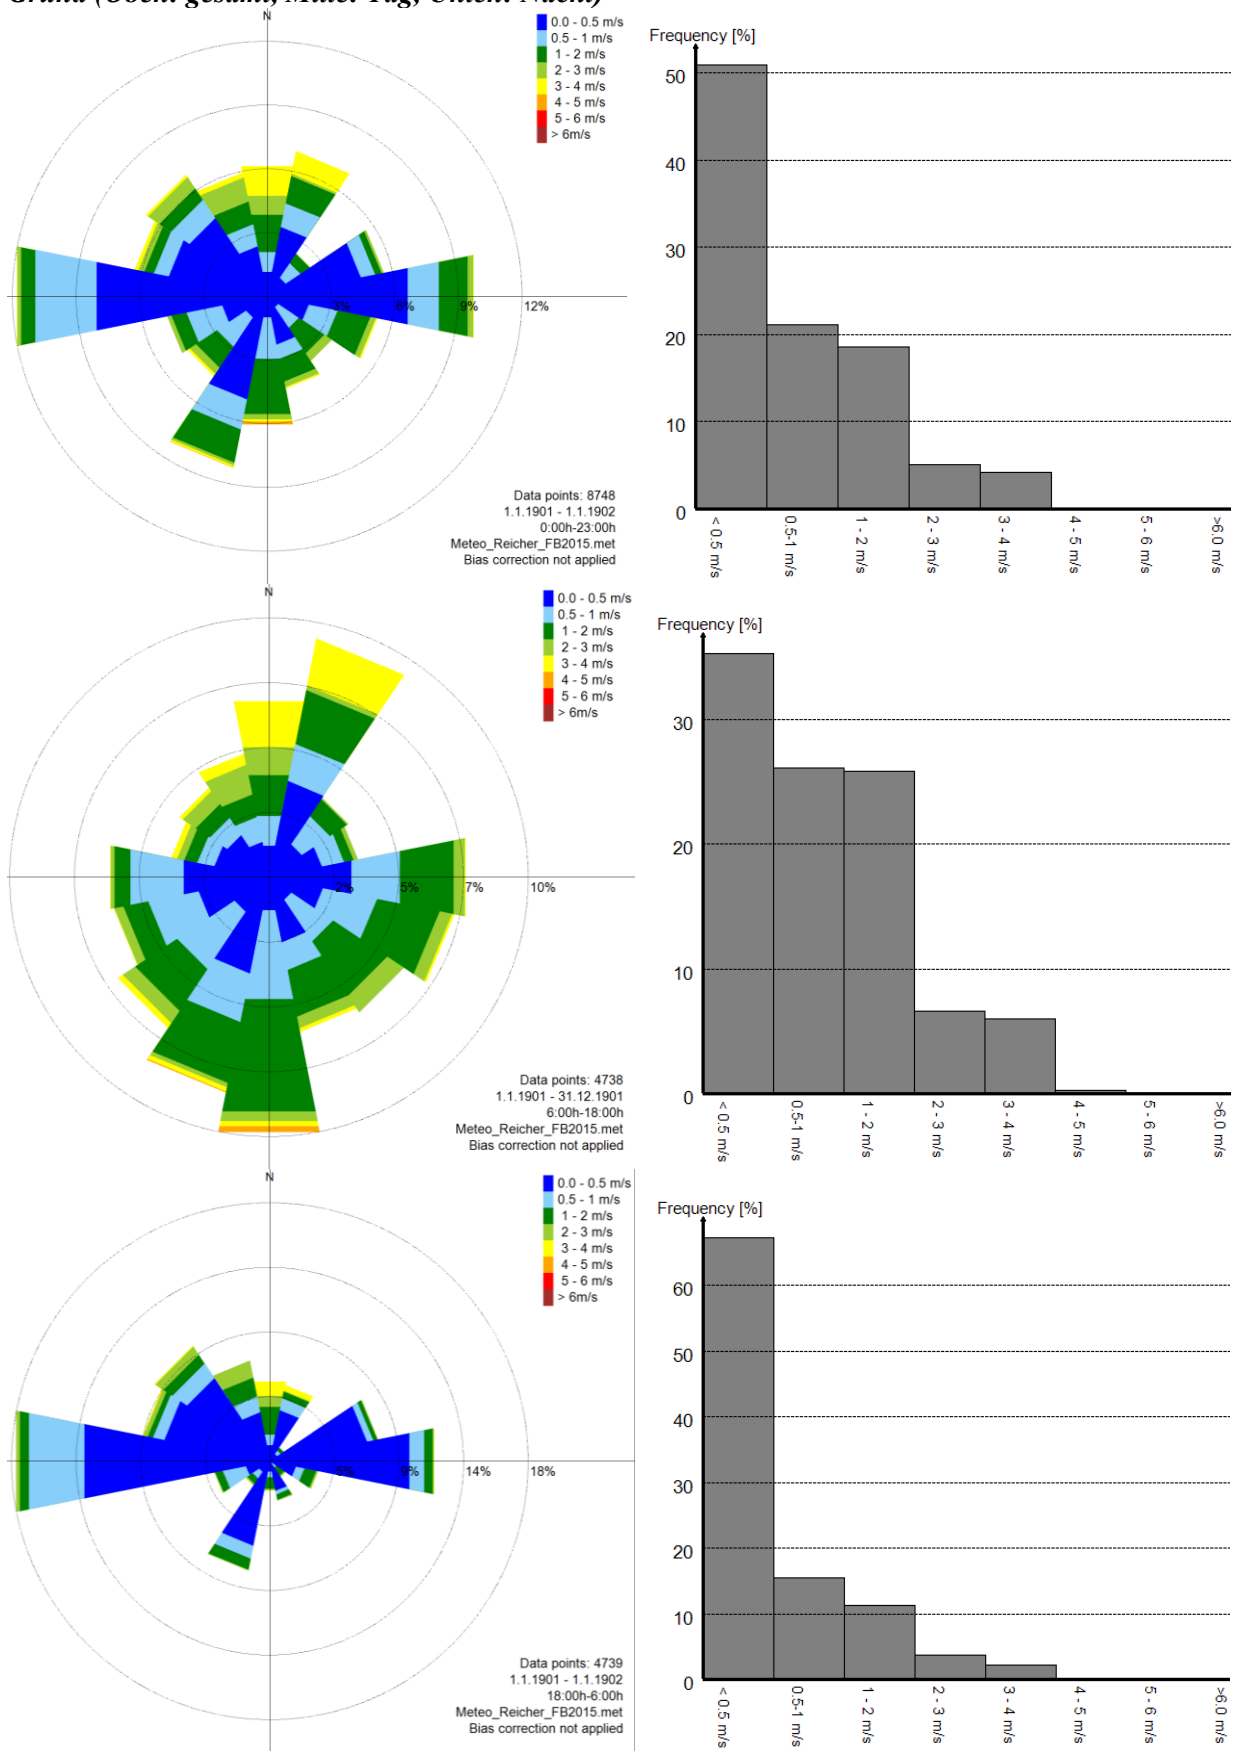 Grund (Oben: gesamt, Mitte: Tag, Unten: Nacht)
N
0.0 - 0.5 m/s
0.5 - 1 m/s
1 - 2 m/s
2 - 3 m/s
3 - 4 m/s
4 - 5 m/s
5 - 6 m/s
> 6m/s
3% 6% 9% 12%
Data points: 8748
1.1.1901 - 1.1.1902
0:00h-23:00h
Meteo_Reicher_FB2015.met
Bias correction not applied
Frequency [%]
50
40
30
20
10
0
< 0.5 m/s
0.5-1 m/s
1 - 2 m/s
2 - 3 m/s
3 - 4 m/s
4 - 5 m/s
5 - 6 m/s
>6.0 m/s
N
0.0 - 0.5 m/s
0.5 - 1 m/s
1 - 2 m/s
2 - 3 m/s
3 - 4 m/s
4 - 5 m/s
5 - 6 m/s
> 6m/s
2% 5% 7% 10%
Data points: 4738
1.1.1901 - 31.12.1901
6:00h-18:00h
Meteo_Reicher_FB2015.met
Bias correction not applied
Frequency [%]
30
20
10
0
< 0.5 m/s
0.5-1 m/s
1 - 2 m/s
2 - 3 m/s
3 - 4 m/s
4 - 5 m/s
5 - 6 m/s
>6.0 m/s
N
0.0 - 0.5 m/s
0.5 - 1 m/s
1 - 2 m/s
2 - 3 m/s
3 - 4 m/s
4 - 5 m/s
5 - 6 m/s
> 6m/s
5% 9% 14% 18%
Data points: 4739
1.1.1901 - 1.1.1902
18:00h-6:00h
Meteo_Reicher_FB2015.met
Bias correction not applied
Frequency [%]
60
50
40
30
20
10
0
< 0.5 m/s
0.5-1 m/s
1 - 2 m/s
2 - 3 m/s
3 - 4 m/s
4 - 5 m/s
5 - 6 m/s
>6.0 m/s